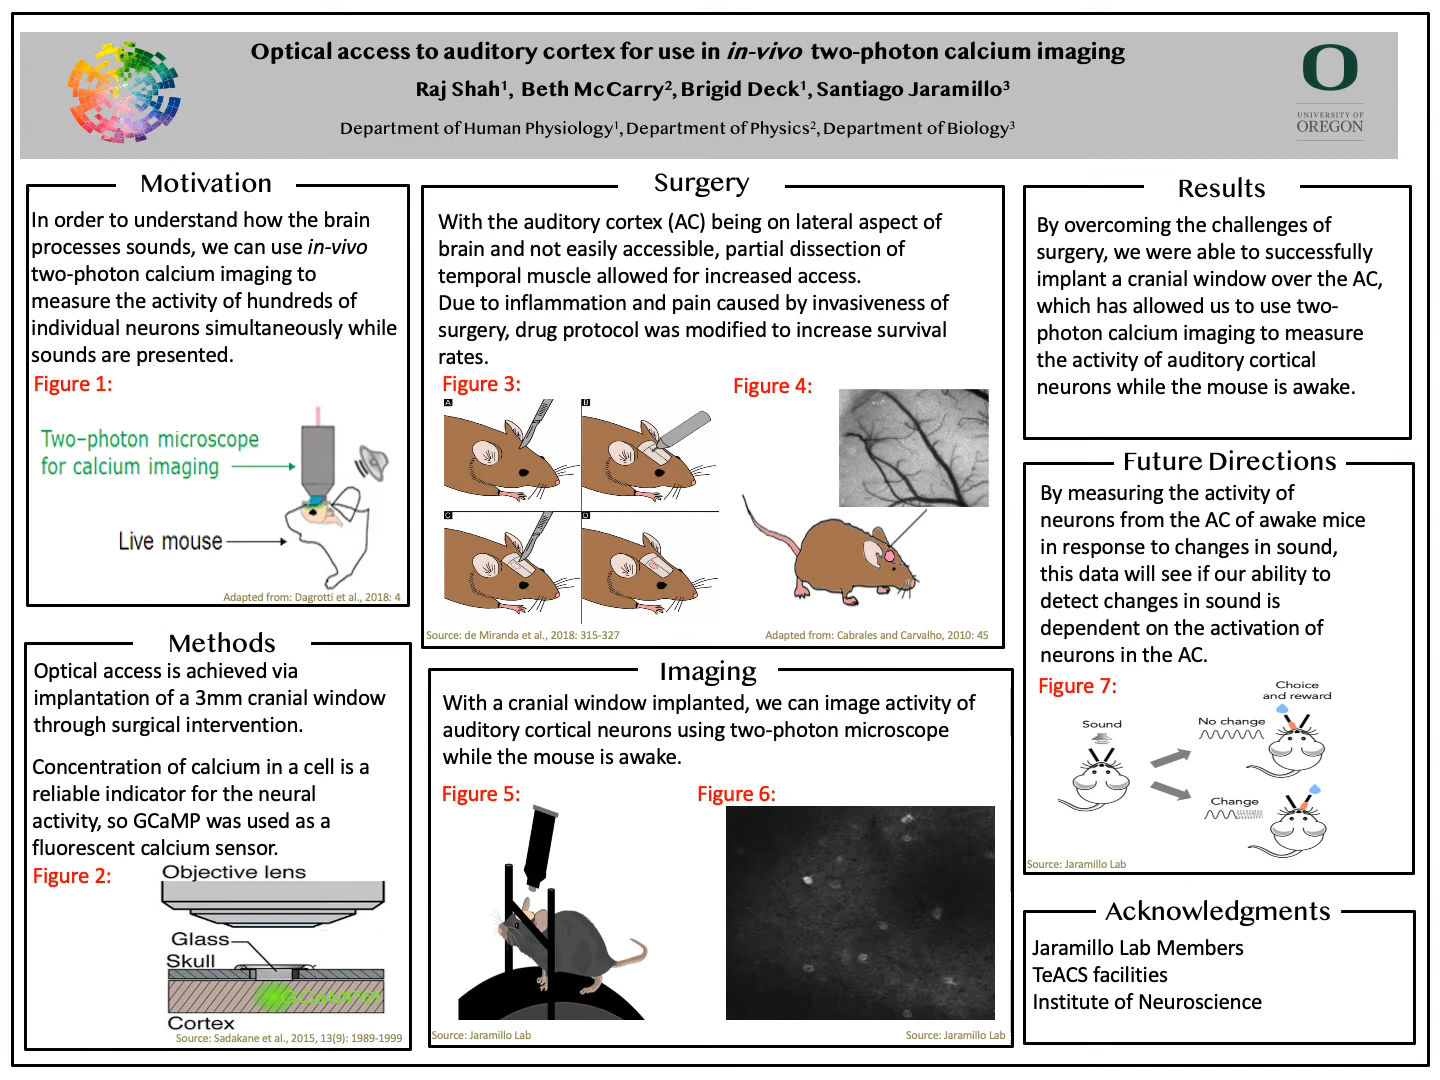 Optical access to auditory cortex for use in in-vivo two-photon calcium imaging
Raj Shah¹, Beth McCarry², Brigid Deck¹, Santiago Jaramillo³
Department of Human Physiology¹, Department of Physics², Department of Biology³
O
UNIVERSITY OF
OREGON
Motivation
In order to understand how the brain
processes sounds, we can use in-vivo
two-photon calcium imaging to
measure the activity of hundreds of
individual neurons simultaneously while
sounds are presented.
Figure 1:
Two-photon microscope
for calcium imaging
Live mouse
Adapted from: Dagrotti et al., 2018: 4
Methods
Optical access is achieved via
implantation of a 3mm cranial window
through surgical intervention.
Concentration of calcium in a cell is a
reliable indicator for the neural
activity, so GCaMP was used as a
fluorescent calcium sensor.
Figure 2:
Objective lens
Glass
Skull
Cortex
Source: Sadakane et al., 2015, 13(9): 1989-1999
Surgery
With the auditory cortex (AC) being on lateral aspect of
brain and not easily accessible, partial dissection of
temporal muscle allowed for increased access.
Due to inflammation and pain caused by invasiveness of
surgery, drug protocol was modified to increase survival
rates.
Figure 3:
A
B
C
D
Source: de Miranda et al., 2018: 315-327
Figure 4:
Adapted from: Cabrales and Carvalho, 2010: 45
Imaging
With a cranial window implanted, we can image activity of
auditory cortical neurons using two-photon microscope
while the mouse is awake.
Figure 5:
Source: Jaramillo Lab
Figure 6:
Source: Jaramillo Lab
Results
By overcoming the challenges of
surgery, we were able to successfully
implant a cranial window over the AC,
which has allowed us to use two-
photon calcium imaging to measure
the activity of auditory cortical
neurons while the mouse is awake.
Future Directions
By measuring the activity of
neurons from the AC of awake mice
in response to changes in sound,
this data will see if our ability to
detect changes in sound is
dependent on the activation of
neurons in the AC.
Figure 7:
Choice
and reward
Sound
No change
Change
Source: Jaramillo Lab
Acknowledgments
Jaramillo Lab Members
TeACS facilities
Institute of Neuroscience